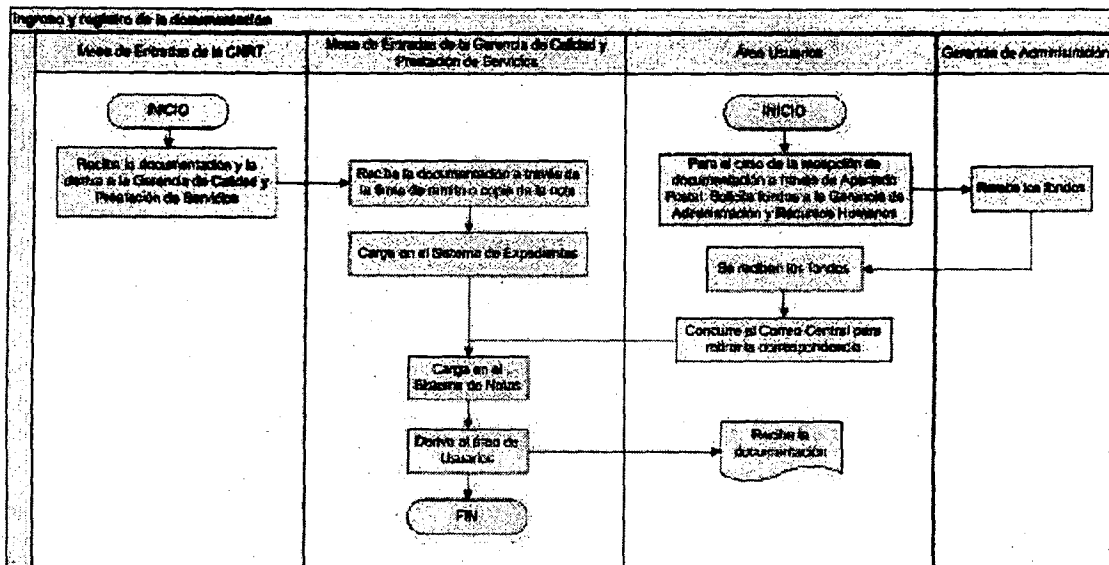 Ingreso y registro de la documentación
Mesa de Entradas de la CNRT
Mesa de Entradas de la Gerencia de Calidad y
Prestación de Servicios
Área Usuarios
Gerencia de Administración
INICIO
Recibe la documentación y la
deriva a la Gerencia de Calidad y
Prestación de Servicios
Recibe la documentación a través de
la firma de remito o copia de la nota
Carga en el Sistema de Expedientes
INICIO
Para el caso de la recepción de
documentación a través de Apartado
Postal: Solicita fondos a la Gerencia de
Administración y Recursos Humanos
los fondos
Se reciben los fondos
Concurre al Correo Central para
retirar la correspondencia
Carga en el
Sistema de Notas
Deriva al área de
Usuarios
Recibe la
documentación
FIN